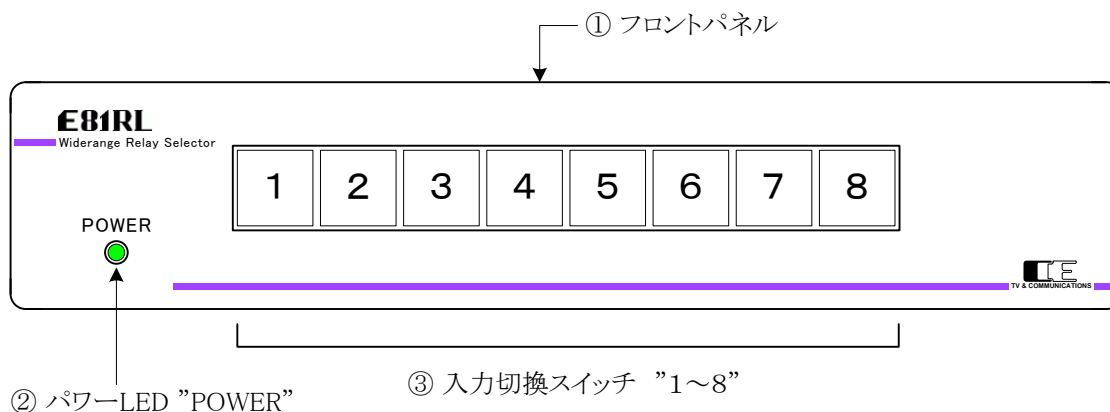 ① フロントパネル
E81RL
Widerange Relay Selector
1 2 3 4 5 6 7 8
POWER
CE
TV & COMMUNICATIONS
③ 入力切換スイッチ ”1～8”
② パワーLED ”POWER”